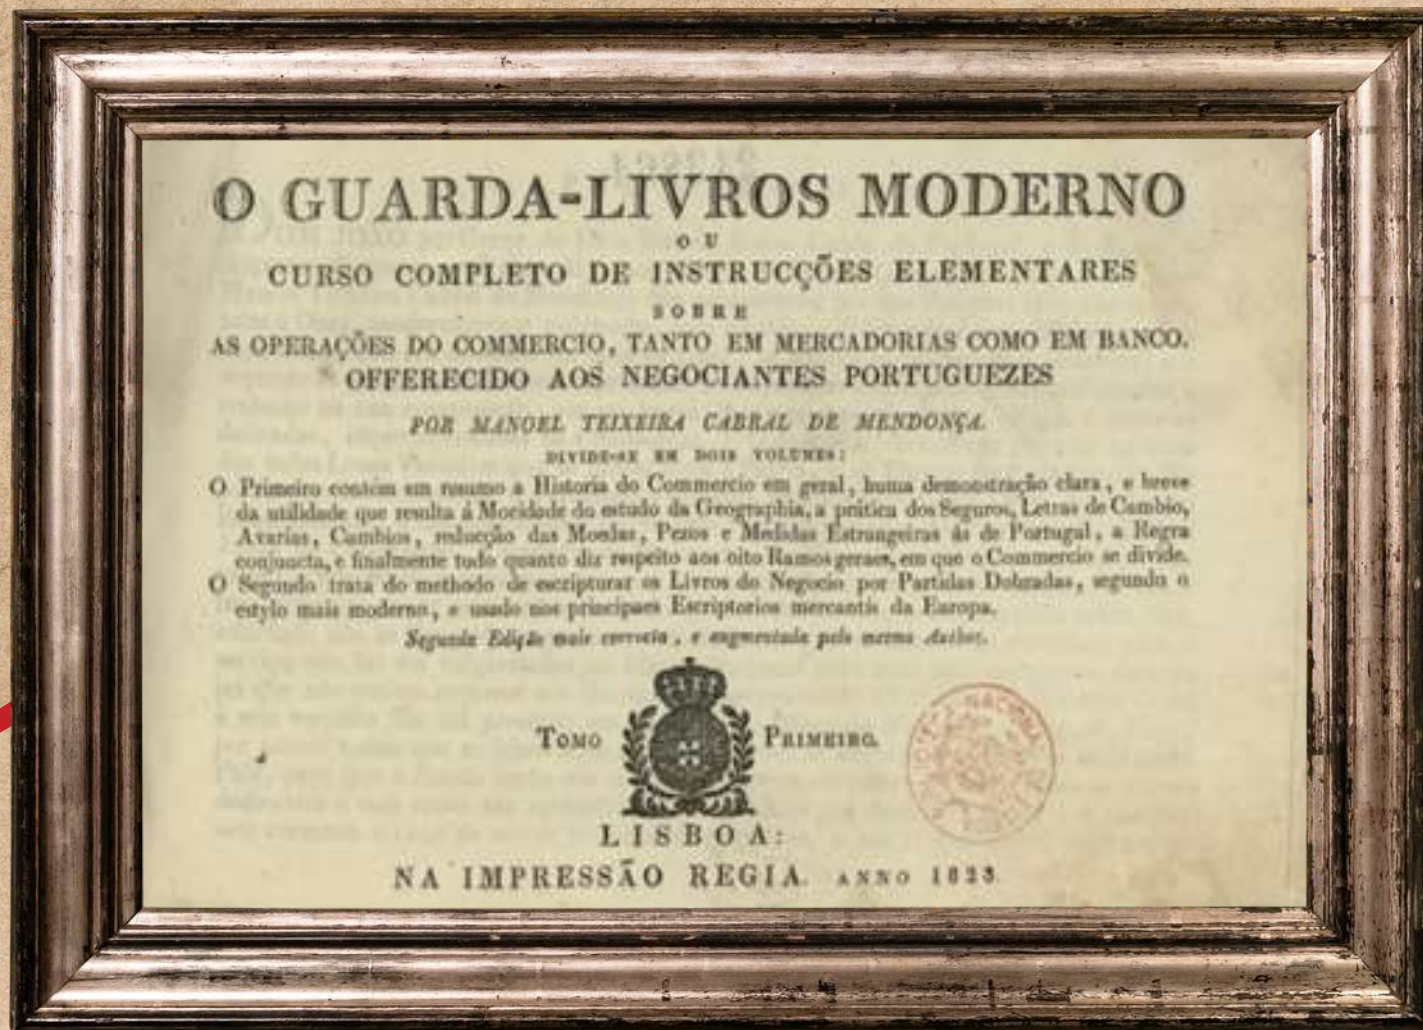 O GUARDA-LIVROS MODERNO
OU
CURSO COMPLETO DE INSTRUCÇÕES ELEMENTARES
SOBRE
AS OPERAÇÕES DO COMMERCIO, TANTO EM MERCADORIAS COMO EM BANCO.
OFFERECIDO AOS NEGOCIANTES PORTUGUEZES
POR MANOEL TEIXEIRA CABRAL DE MENDONÇA.
DIVIDE-SE EM DOIS VOLUMES:
O Primeiro contém em resumo a Historia do Commercio em geral, huma demonstração clara, e breve
da utilidade que resulta á Mocidade do estudo da Geographia, a prática dos Seguros, Letras de Cambio,
Avarias, Cambios, reducção das Moedas, Pezos e Medidas Estrangeiras ás de Portugal, a Regra
conjuncta, e finalmente tudo quanto diz respeito aos oito Ramos geraes, em que o Commercio se divide.
O Segundo trata do methodo de escripturar os Livros do Negocio por Partidas Dobradas, segundo o
estylo mais moderno, e usado nos principaes Escriptorios mercantis da Europa.
Segunda Edição mais correcta, e augmentada pelo mesmo Author.
TOMO PRIMEIRO.
LISBOA:
NA IMPRESSÃO REGIA. ANNO 1823.